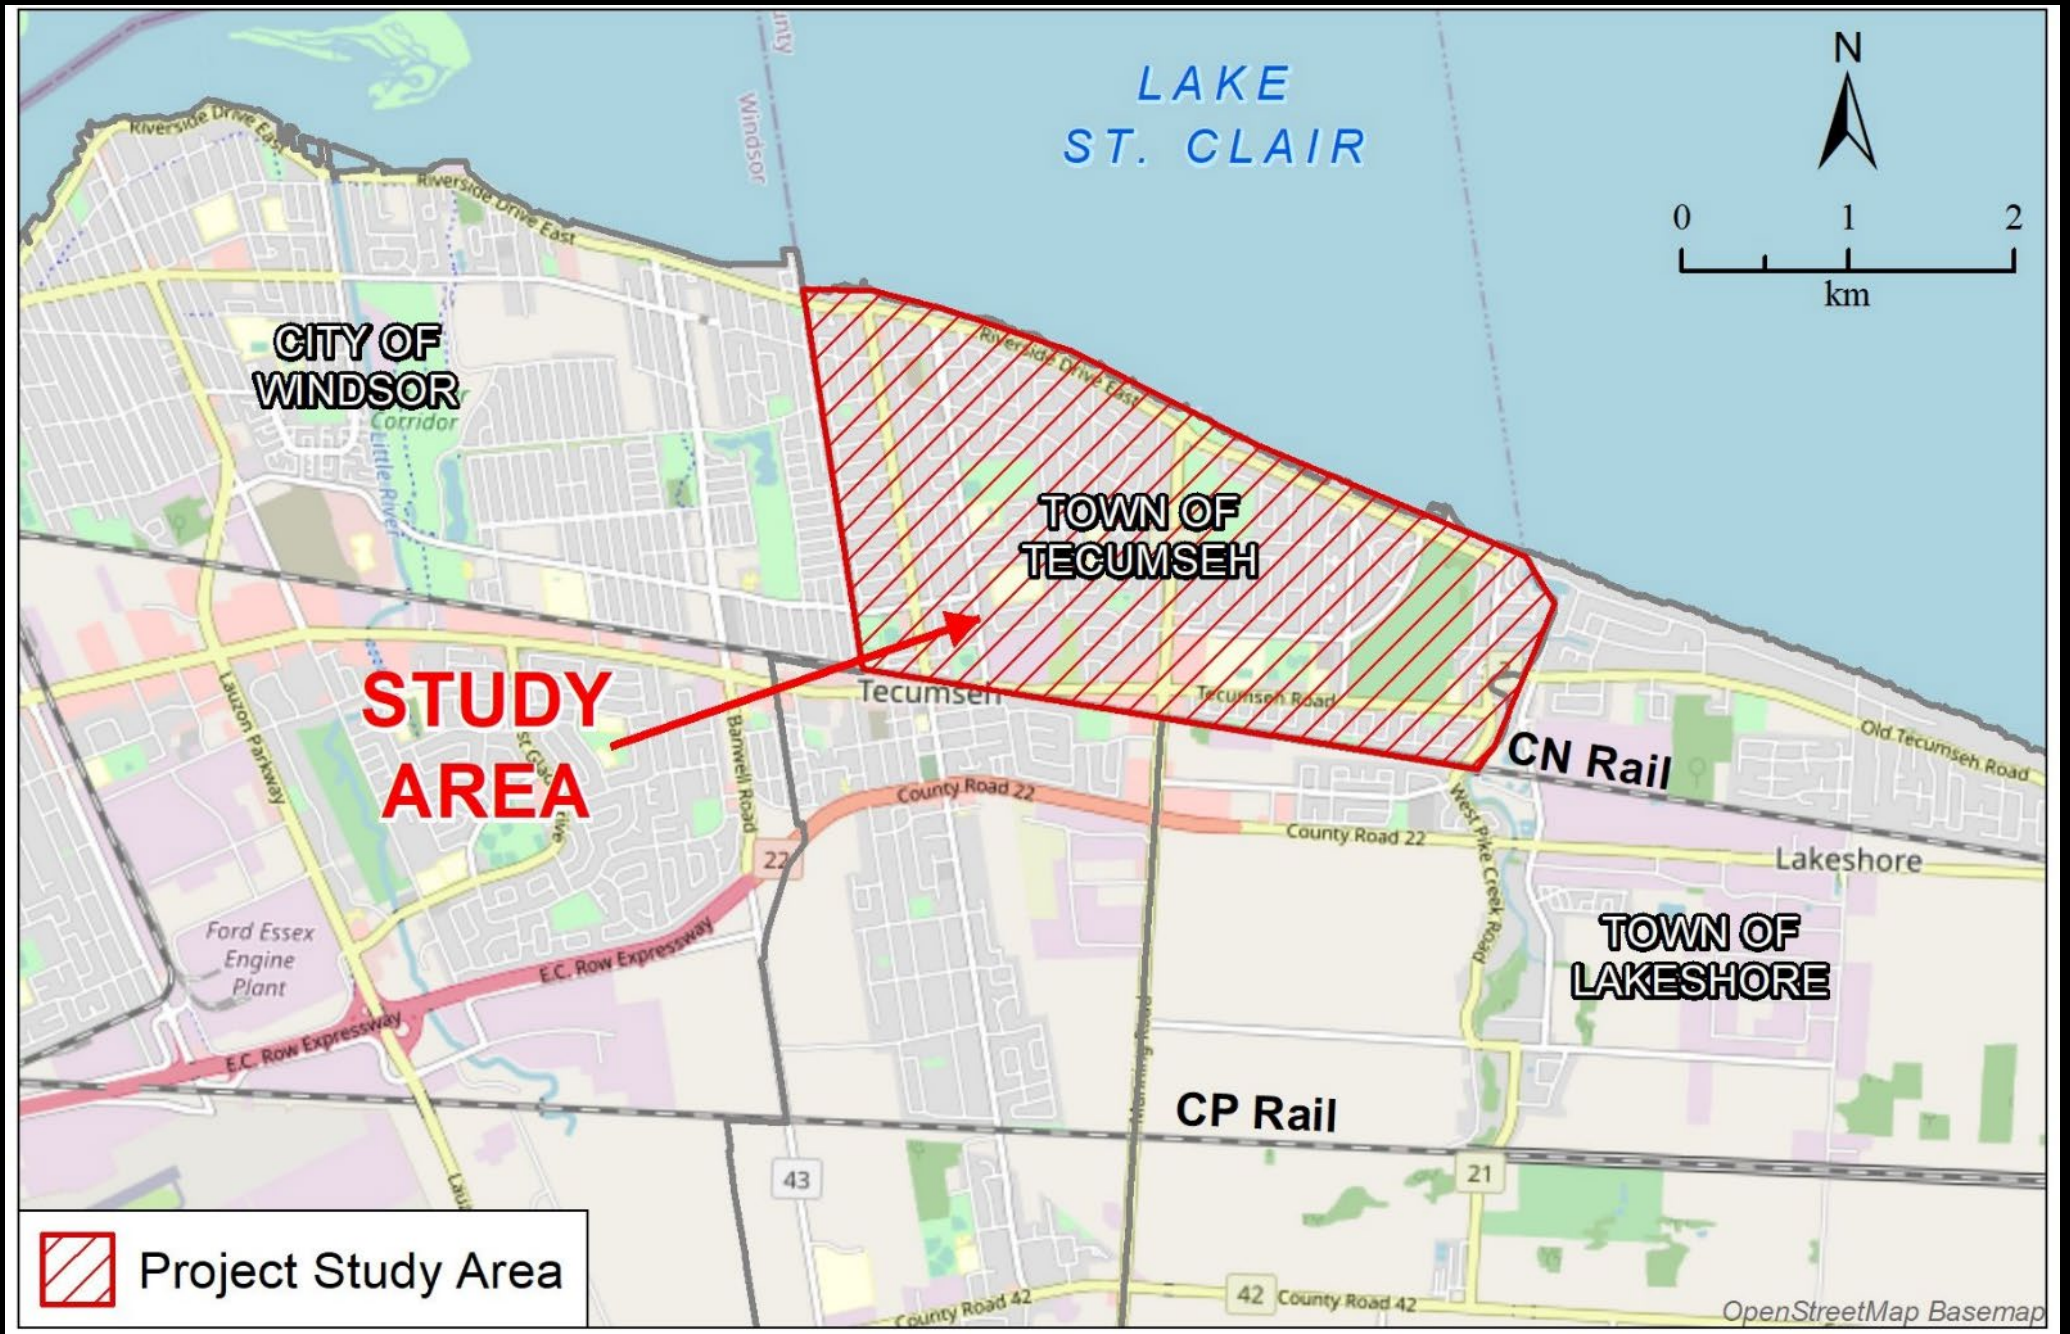 unty
Windsor
LAKE
ST. CLAIR
N
0 1 2
km
Riverside Drive East
Riverside Drive East
Riverside Drive East
CITY OF
WINDSOR
Corridor
Little River
TOWN OF
TECUMSEH
STUDY
AREA
Tecumseh
Tecumseh Road
CN Rail
Old Tecumseh Road
Lauzon Parkway
Banwell Road
County Road 22
County Road 22
22
West Pike Creek Road
Lakeshore
TOWN OF
LAKESHORE
Ford Essex
Engine
Plant
E.C. Row Expressway
E.C. Row Expressway
Manning Road
CP Rail
43
21
Project Study Area
County Road 42
42
County Road 42
OpenStreetMap Basemap